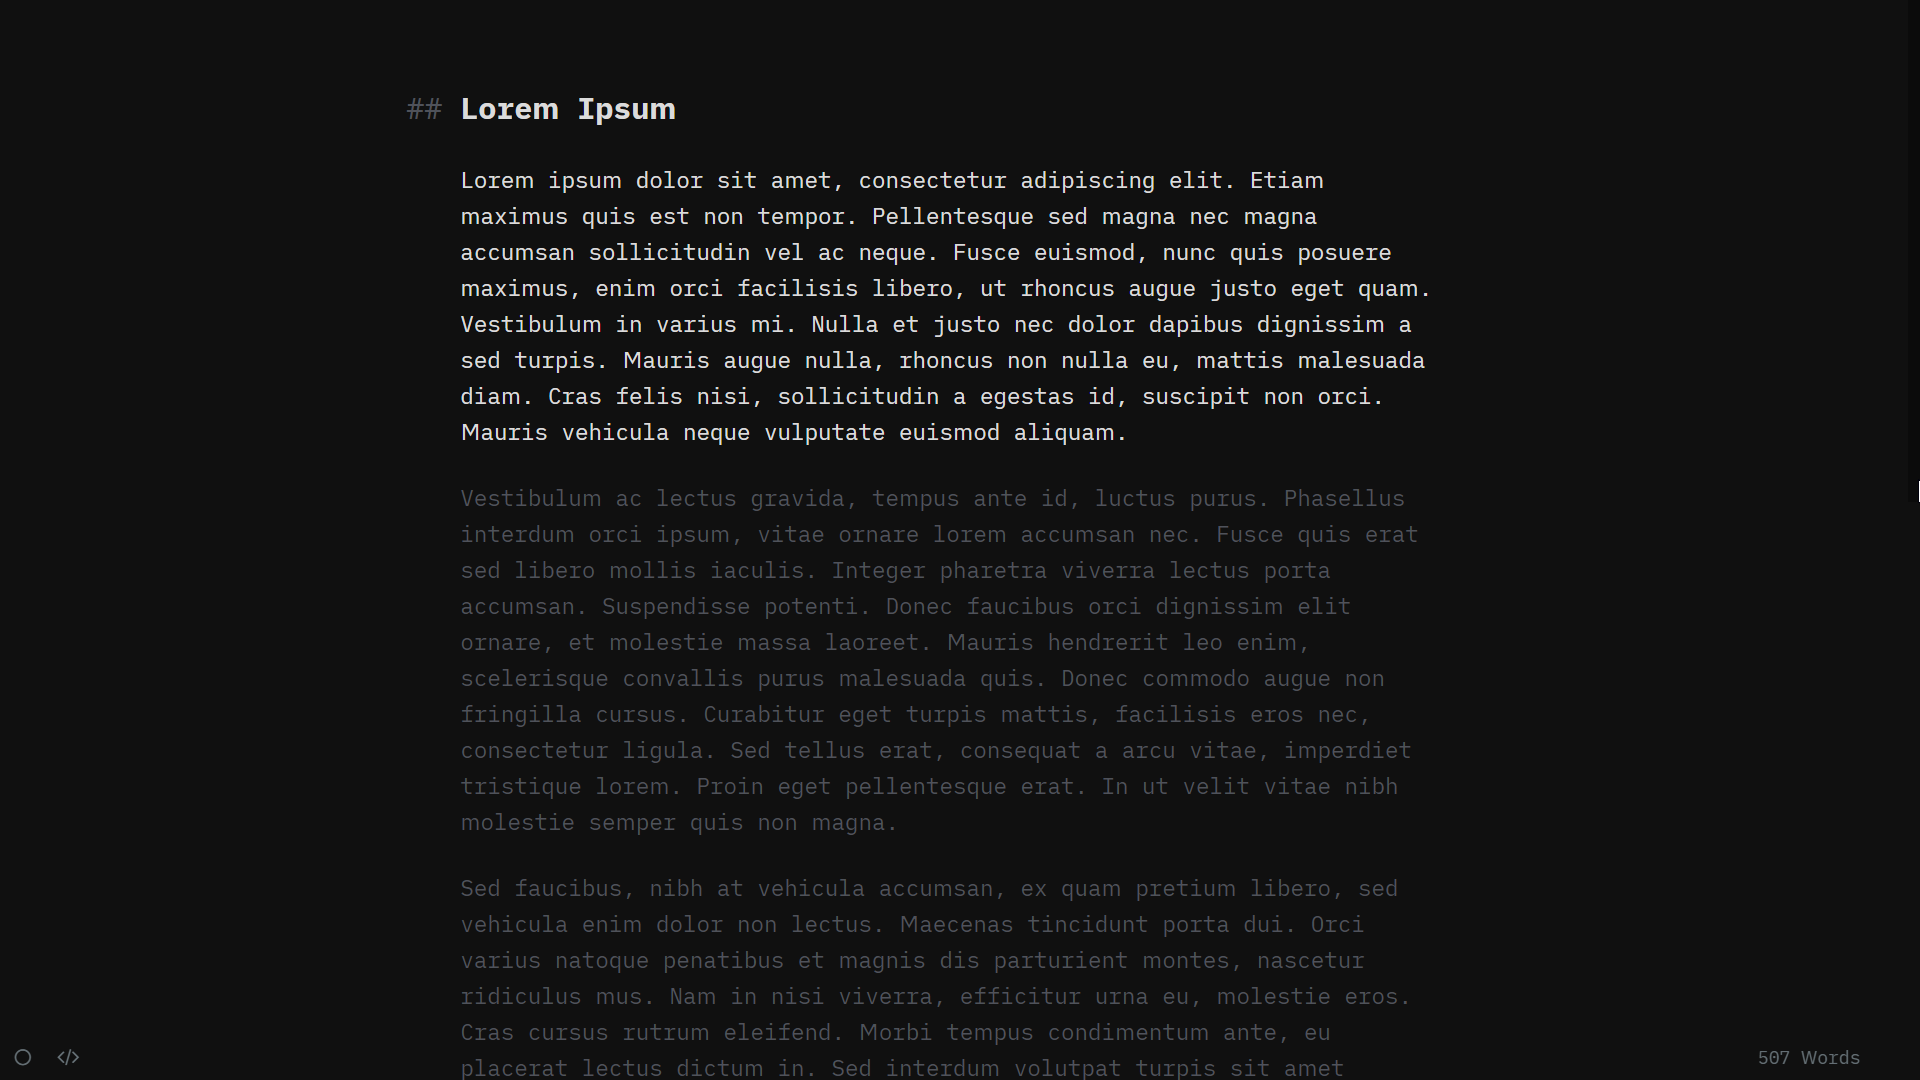 ## Lorem Ipsum
Lorem ipsum dolor sit amet, consectetur adipiscing elit. Etiam
maximus quis est non tempor. Pellentesque sed magna nec magna
accumsan sollicitudin vel ac neque. Fusce euismod, nunc quis posuere
maximus, enim orci facilisis libero, ut rhoncus augue justo eget quam.
Vestibulum in varius mi. Nulla et justo nec dolor dapibus dignissim a
sed turpis. Mauris augue nulla, rhoncus non nulla eu, mattis malesuada
diam. Cras felis nisi, sollicitudin a egestas id, suscipit non orci.
Mauris vehicula neque vulputate euismod aliquam.
Vestibulum ac lectus gravida, tempus ante id, luctus purus. Phasellus
interdum orci ipsum, vitae ornare lorem accumsan nec. Fusce quis erat
sed libero mollis iaculis. Integer pharetra viverra lectus porta
accumsan. Suspendisse potenti. Donec faucibus orci dignissim elit
ornare, et molestie massa laoreet. Mauris hendrerit leo enim,
scelerisque convallis purus malesuada quis. Donec commodo augue non
fringilla cursus. Curabitur eget turpis mattis, facilisis eros nec,
consectetur ligula. Sed tellus erat, consequat a arcu vitae, imperdiet
tristique lorem. Proin eget pellentesque erat. In ut velit vitae nibh
molestie semper quis non magna.
Sed faucibus, nibh at vehicula accumsan, ex quam pretium libero, sed
vehicula enim dolor non lectus. Maecenas tincidunt porta dui. Orci
varius natoque penatibus et magnis dis parturient montes, nascetur
ridiculus mus. Nam in nisi viverra, efficitur urna eu, molestie eros.
Cras cursus rutrum eleifend. Morbi tempus condimentum ante, eu
placerat lectus dictum in. Sed interdum volutpat turpis sit amet
507 Words